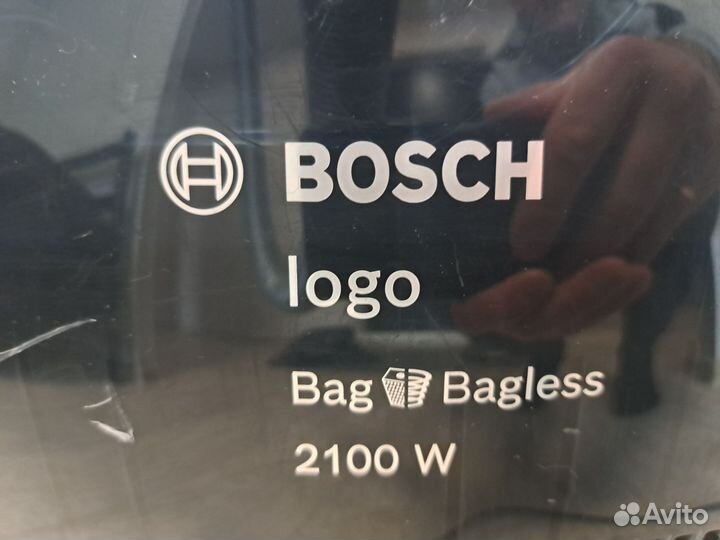 BOSCH
logo
Bag Bagless
2100 W
Avito